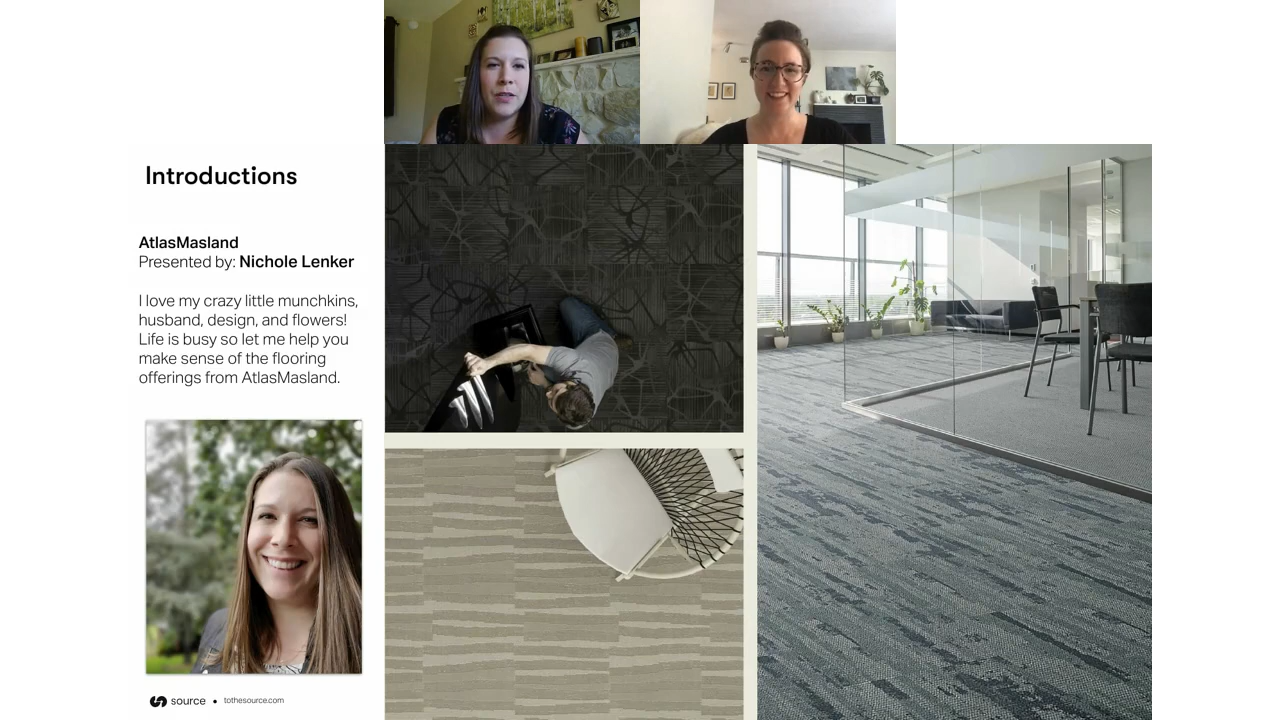 Introductions
AtlasMasland
Presented by: Nichole Lenker
I love my crazy little munchkins,
husband, design, and flowers!
Life is busy so let me help you
make sense of the flooring
offerings from AtlasMasland.
source • tothesource.com